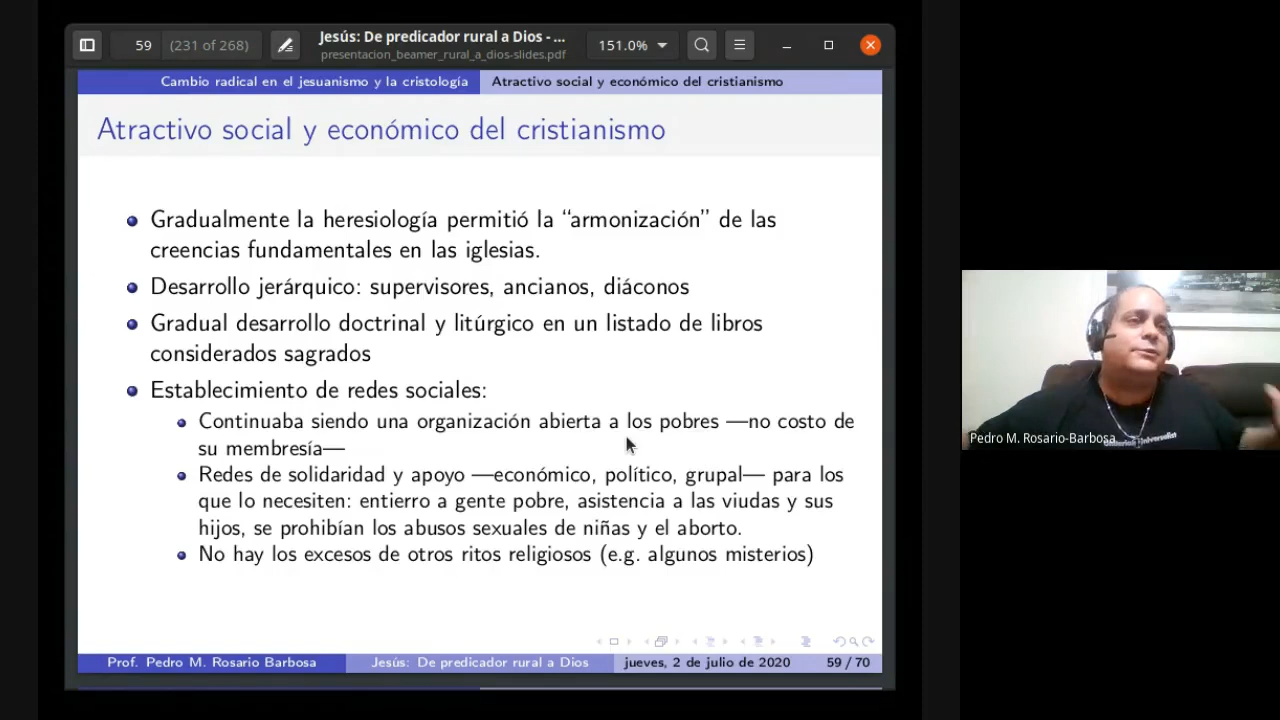 59 (231 of 268)
Jesús: De predicador rural a Dios - ...
presentacion_beamer_rural_a_dios-slides.pdf
151.0%
Cambio radical en el jesuanismo y la cristología
Atractivo social y económico del cristianismo
Atractivo social y económico del cristianismo
Gradualmente la heresiología permitió la “armonización” de las
creencias fundamentales en las iglesias.
Desarrollo jerárquico: supervisores, ancianos, diáconos
Gradual desarrollo doctrinal y litúrgico en un listado de libros
considerados sagrados
Establecimiento de redes sociales:
Continuaba siendo una organización abierta a los pobres —no costo de
su membresía—
Redes de solidaridad y apoyo —económico, político, grupal— para los
que lo necesiten: entierro a gente pobre, asistencia a las viudas y sus
hijos, se prohibían los abusos sexuales de niñas y el aborto.
No hay los excesos de otros ritos religiosos (e.g. algunos misterios)
Prof. Pedro M. Rosario Barbosa
Jesús: De predicador rural a Dios
jueves, 2 de julio de 2020
59 / 70
Pedro M. Rosario-Barbosa